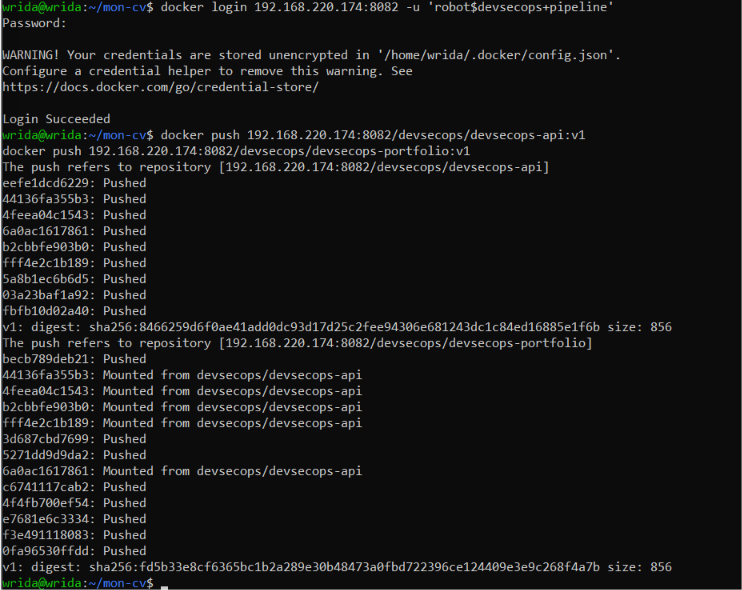 wrida@wrida:~/mon-cv$ docker login 192.168.220.174:8082 -u 'robot$devsecops+pipeline'
Password:
WARNING! Your credentials are stored unencrypted in '/home/wrida/.docker/config.json'.
Configure a credential helper to remove this warning. See
https://docs.docker.com/go/credential-store/
Login Succeeded
wrida@wrida:~/mon-cv$ docker push 192.168.220.174:8082/devsecops/devsecops-api:v1
docker push 192.168.220.174:8082/devsecops/devsecops-portfolio:v1
The push refers to repository [192.168.220.174:8082/devsecops/devsecops-api]
eefe1dcd6229: Pushed
44136fa355b3: Pushed
4feea04c1543: Pushed
6a0ac1617861: Pushed
b2cbbfe903b0: Pushed
fff4e2c1b189: Pushed
5a8b1ec6b6d5: Pushed
03a23baf1a92: Pushed
fbfb10d02a40: Pushed
v1: digest: sha256:8466259d6f0ae41add0dc93d17d25c2fee94306e681243dc1c84ed16885e1f6b size: 856
The push refers to repository [192.168.220.174:8082/devsecops/devsecops-portfolio]
becb789deb21: Pushed
44136fa355b3: Mounted from devsecops/devsecops-api
4feea04c1543: Mounted from devsecops/devsecops-api
b2cbbfe903b0: Mounted from devsecops/devsecops-api
fff4e2c1b189: Mounted from devsecops/devsecops-api
3d687cbd7699: Pushed
5271dd9d9da2: Pushed
6a0ac1617861: Mounted from devsecops/devsecops-api
c6741117cab2: Pushed
4f4fb700ef54: Pushed
e7681e6c3334: Pushed
f3e491118083: Pushed
0fa96530ffdd: Pushed
v1: digest: sha256:fd5b33e8cf6365bc1b2a289e30b48473a0fbd722396ce124409e3e9c268f4a7b size: 856
wrida@wrida:~/mon-cv$